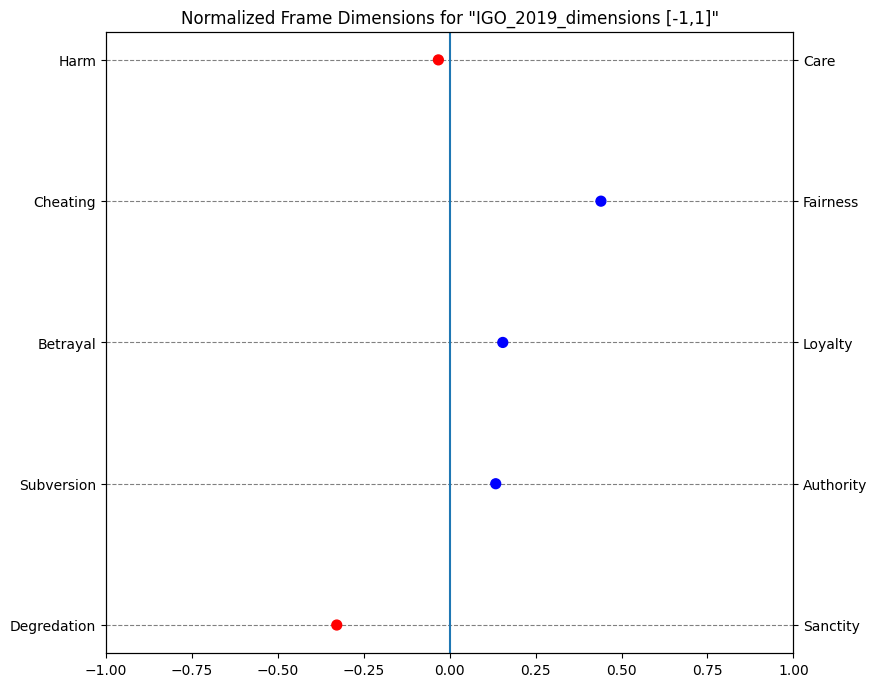 Normalized Frame Dimensions for "IGO_2019_dimensions [-1,1]"
Harm Care
Cheating Fairness
Betrayal Loyalty
Subversion Authority
Degredation Sanctity
−1.00 −0.75 −0.50 −0.25 0.00 0.25 0.50 0.75 1.00